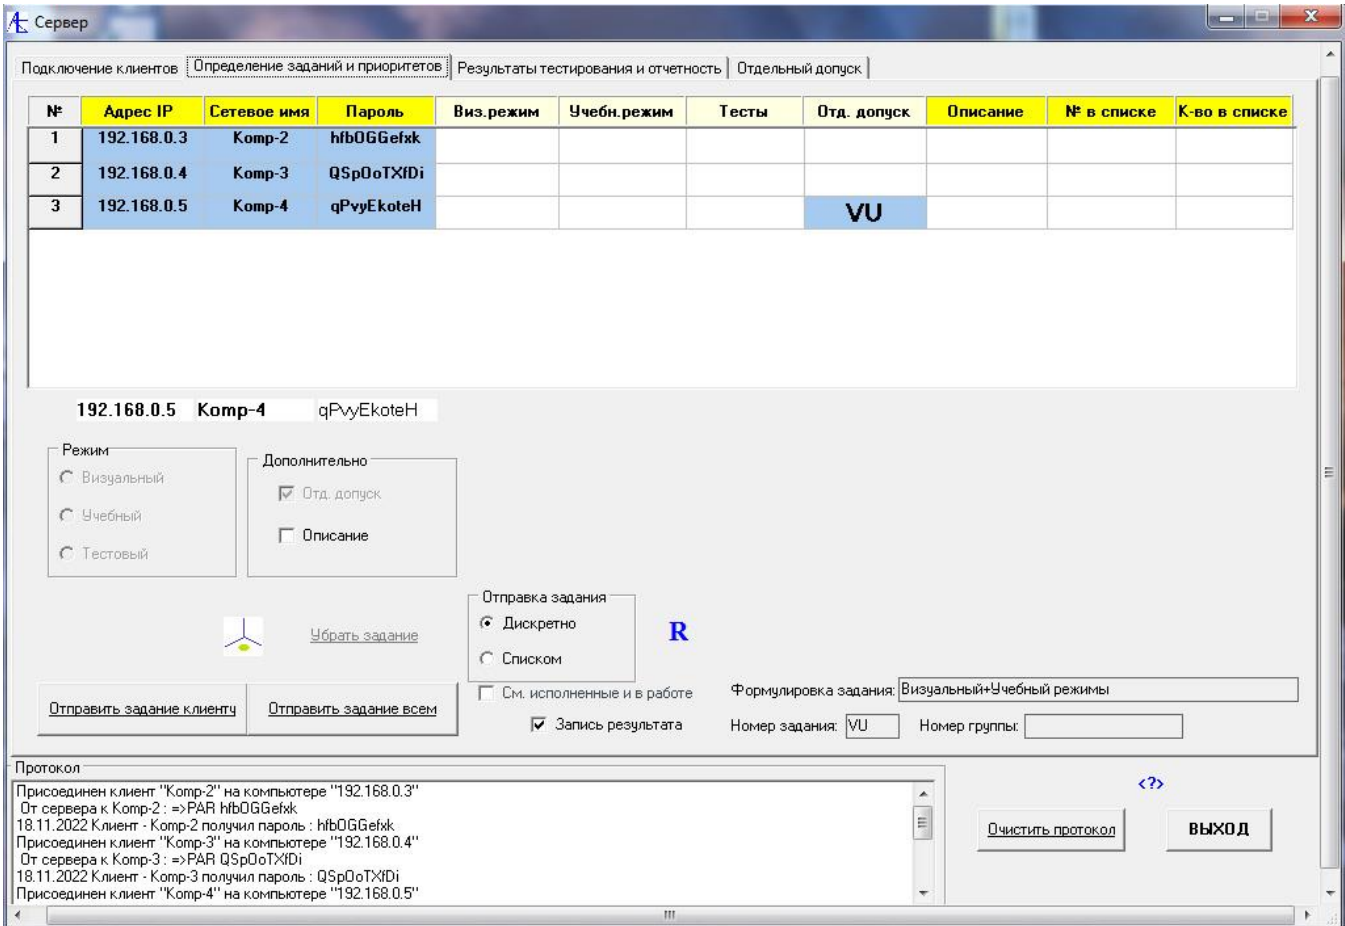 Сервер
Подключение клиентов Определение заданий и приоритетов Результаты тестирования и отчетность Отдельный допуск
№ Адрес IP Сетевое имя Пароль Виз.режим Учебн.режим Тесты Отд. допуск Описание № в списке К-во в списке
1 192.168.0.3 Komp-2 hfbOGGefxk
2 192.168.0.4 Komp-3 QSpOoTXfDi
3 192.168.0.5 Komp-4 qPvyEkoteH VU
192.168.0.5 Komp-4 qPvyEkoteH
Режим
Визуальный
Учебный
Тестовый
Дополнительно
Отд. допуск
Описание
Отправка задания
Дискретно
Списком
R
Убрать задание
Отправить задание клиенту Отправить задание всем
См. исполненные и в работе
Запись результата
Формулировка задания: Визуальный+Учебный режимы
Номер задания: VU Номер группы:
Протокол
Присоединен клиент "Komp-2" на компьютере "192.168.0.3"
От сервера к Komp-2 : =>PAR hfbOGGefxk
18.11.2022 Клиент - Komp-2 получил пароль : hfbOGGefxk
Присоединен клиент "Komp-3" на компьютере "192.168.0.4"
От сервера к Komp-3 : =>PAR QSpOoTXfDi
18.11.2022 Клиент - Komp-3 получил пароль : QSpOoTXfDi
Присоединен клиент "Komp-4" на компьютере "192.168.0.5"
<?>
Очистить протокол ВЫХОД